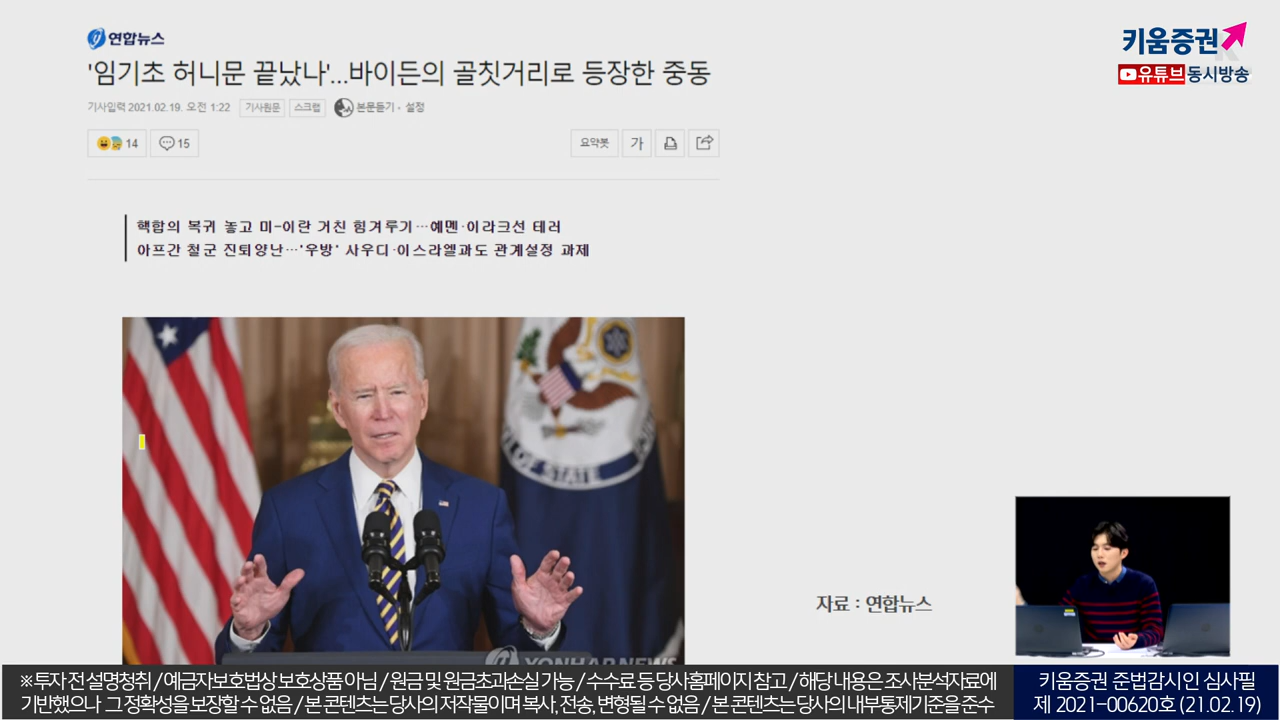 연합뉴스
'임기초 허니문 끝났나'...바이든의 골칫거리로 등장한 중동
기사입력 2021.02.19. 오전 1:22 기사원문 스크랩 본문듣기 · 설정
14 15 요약봇 가
핵합의 복귀 놓고 미-이란 거친 힘겨루기…예멘·이라크선 테러
아프간 철군 진퇴양난…'우방' 사우디·이스라엘과도 관계설정 과제
OF STATE
YONHAP NEWS
자료 : 연합뉴스
키움증권
유튜브 동시방송
※ 투자 전 설명청취 / 예금자보호법상 보호상품 아님 / 원금 및 원금초과손실 가능 / 수수료 등 당사홈페이지 참고 / 해당 내용은 조사분석자료에
기반했으나 그 정확성을 보장할 수 없음 / 본 콘텐츠는 당사의 저작물이며 복사, 전송, 변형될 수 없음 / 본 콘텐츠는 당사의 내부통제기준을 준수
키움증권 준법감시인 심사필
제 2021-00620호 (21.02.19)